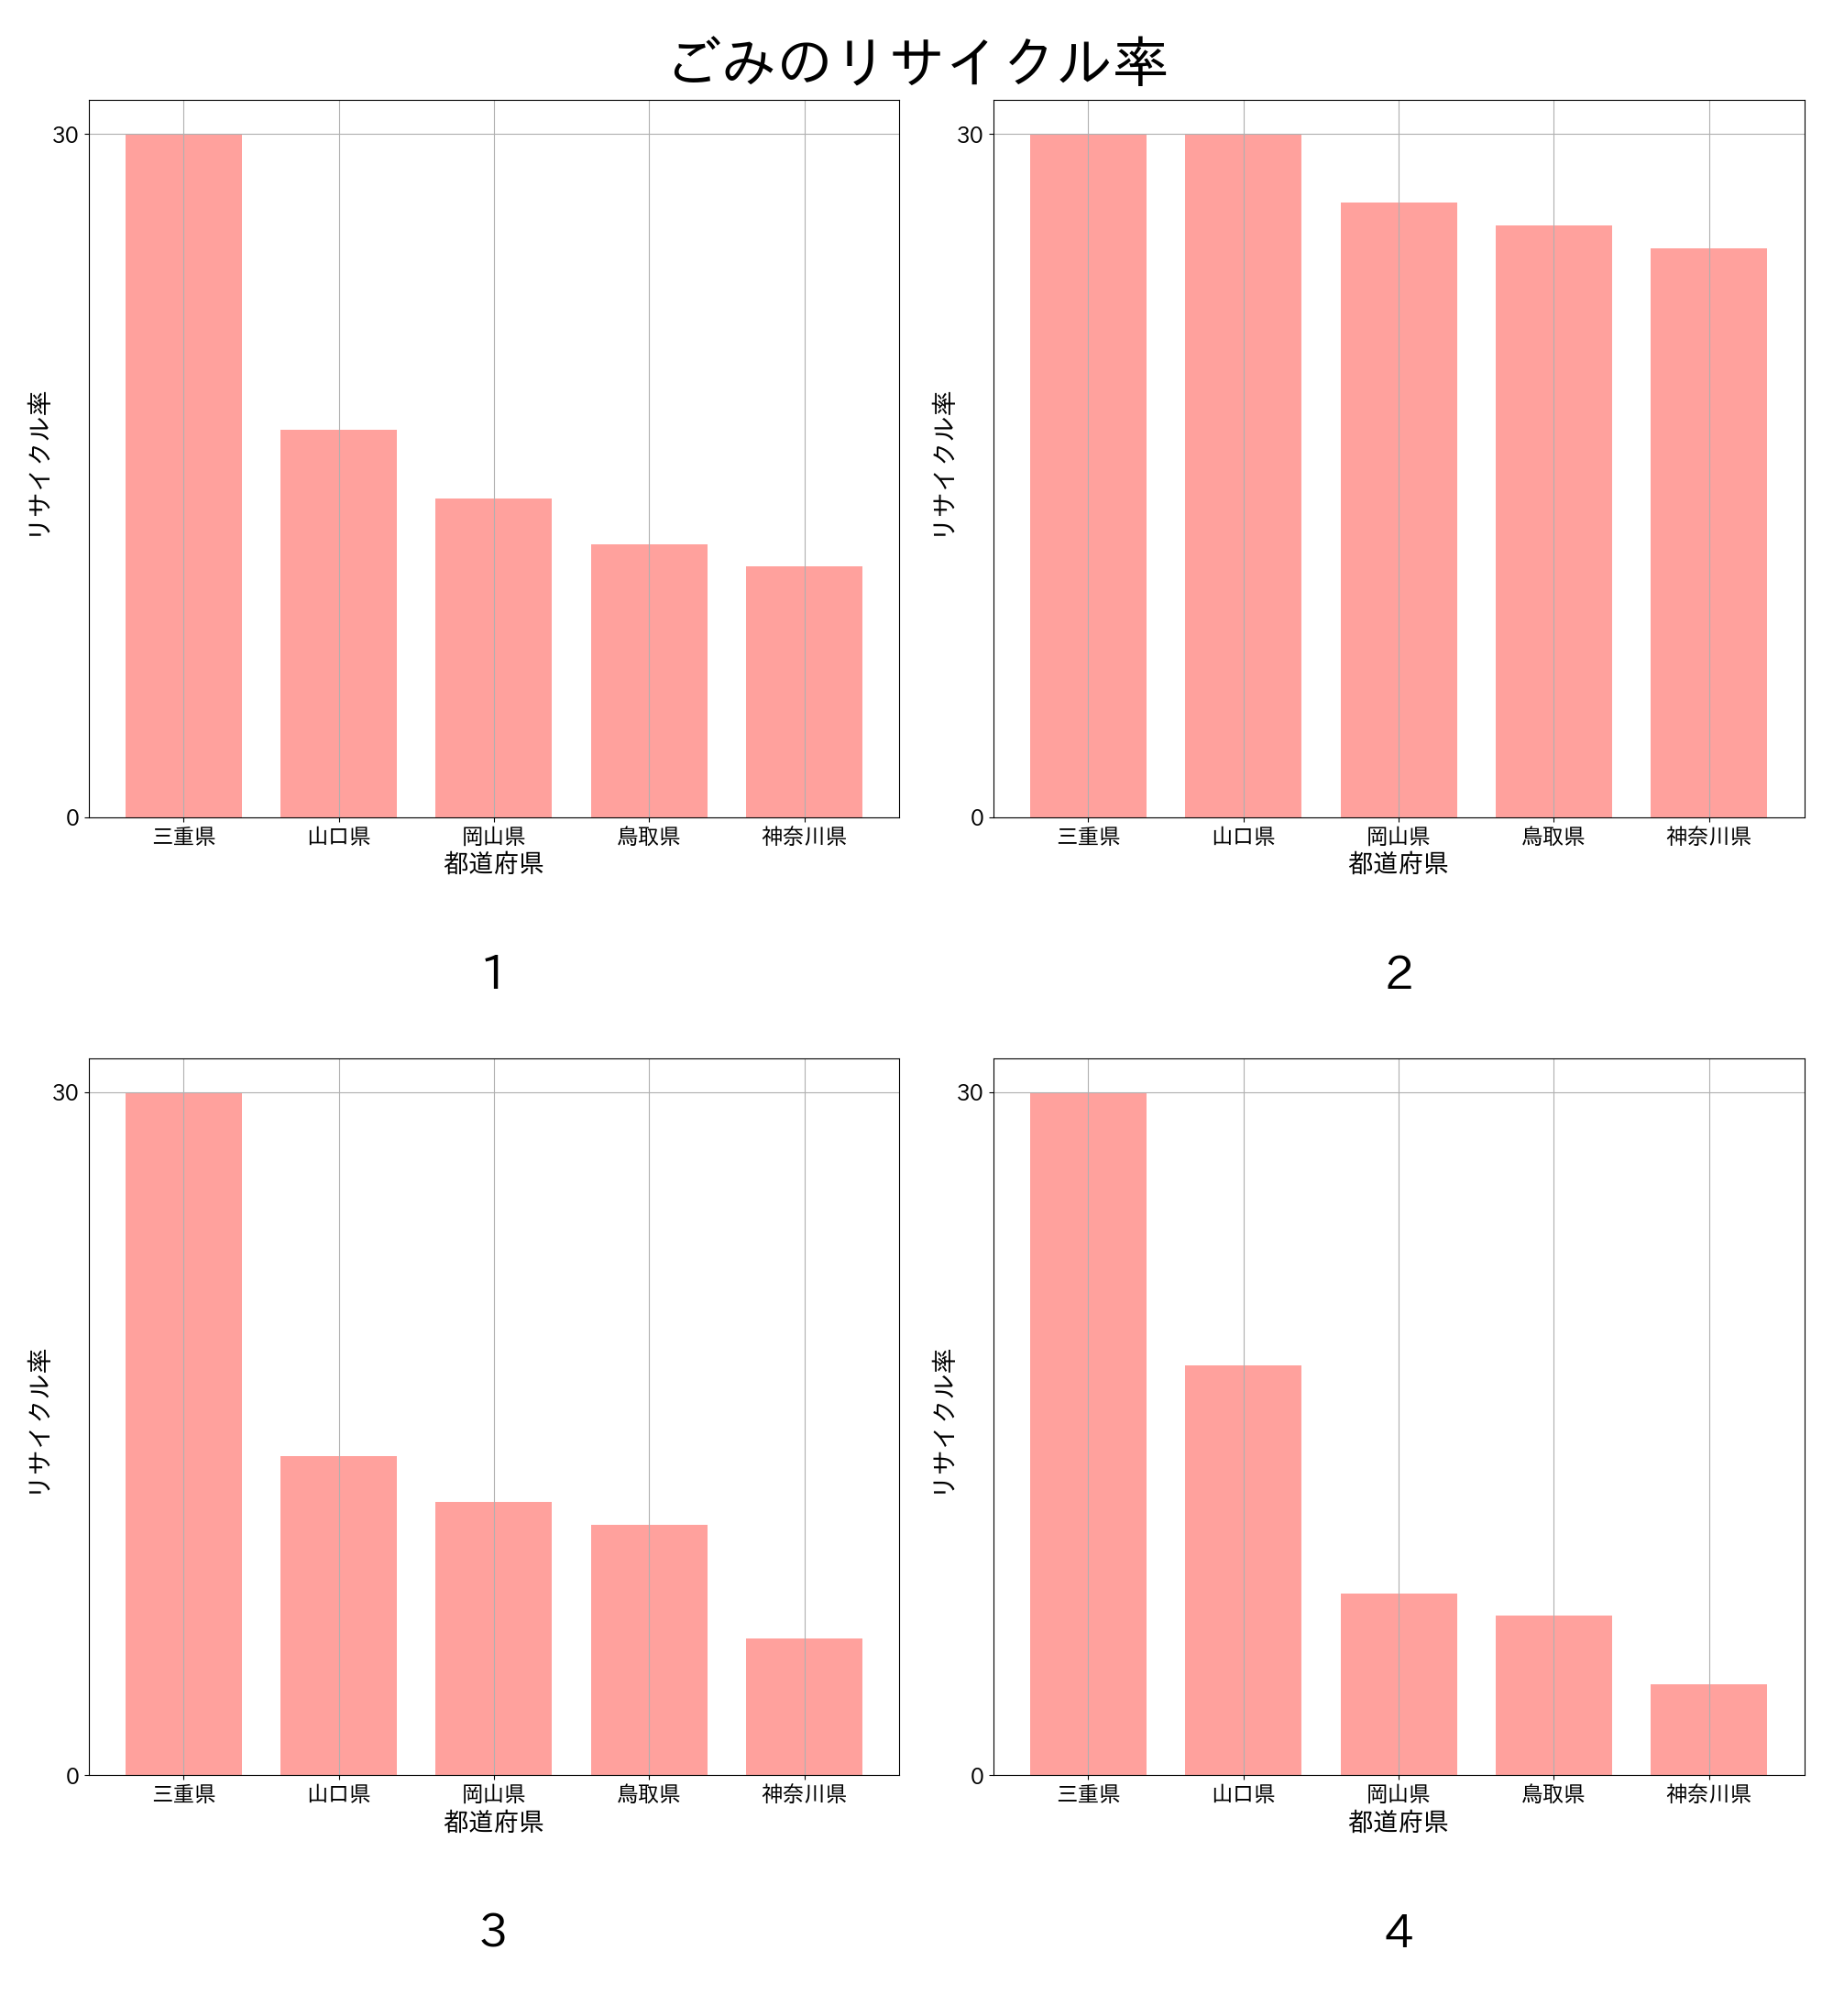 ごみのリサイクル率
30
0
リサイクル率
三重県 山口県 岡山県 鳥取県 神奈川県
都道府県
1
30
0
リサイクル率
三重県 山口県 岡山県 鳥取県 神奈川県
都道府県
2
30
0
リサイクル率
三重県 山口県 岡山県 鳥取県 神奈川県
都道府県
3
30
0
リサイクル率
三重県 山口県 岡山県 鳥取県 神奈川県
都道府県
4